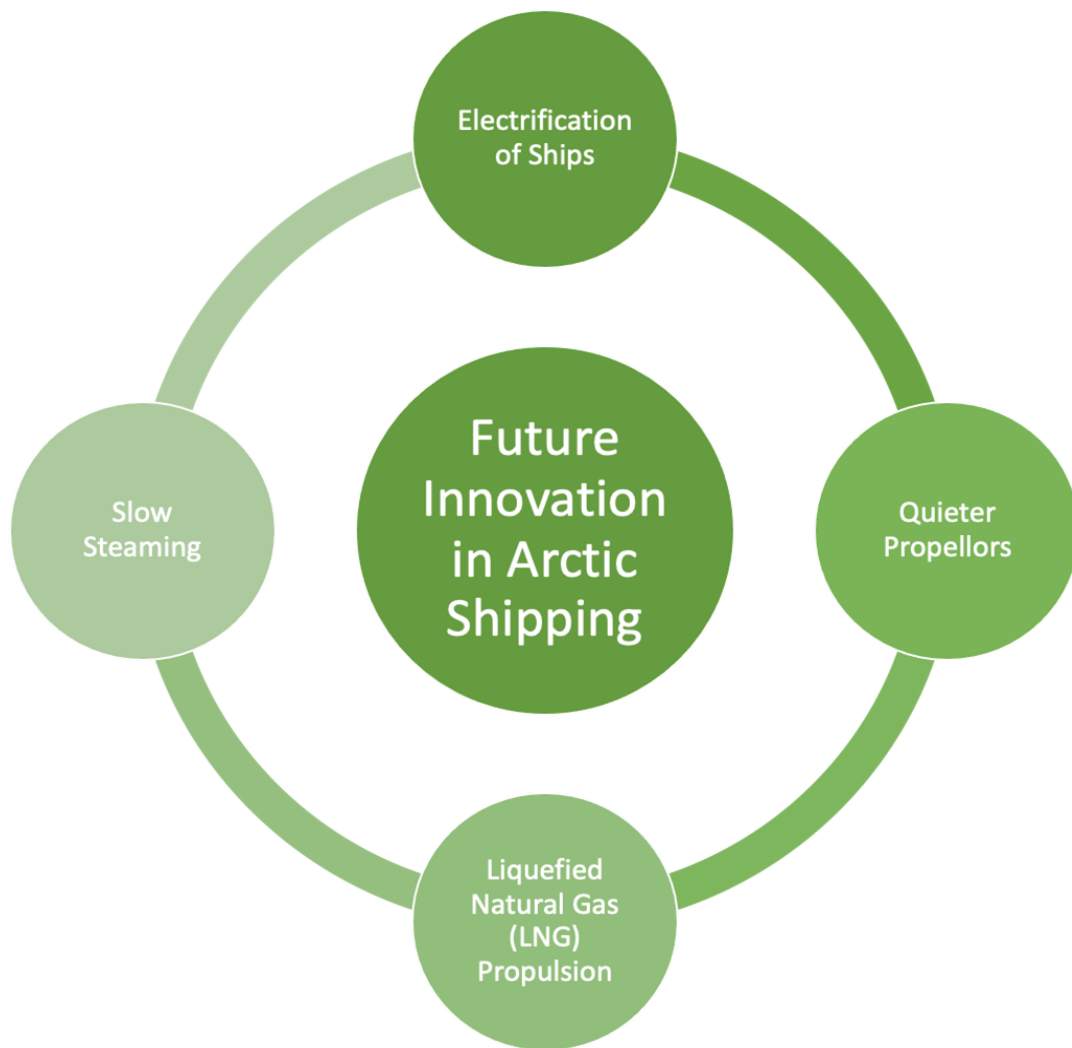 Electrification
of Ships
Future
Innovation
in Arctic
Shipping
Slow
Steaming
Quieter
Propellors
Liquefied
Natural Gas
(LNG)
Propulsion